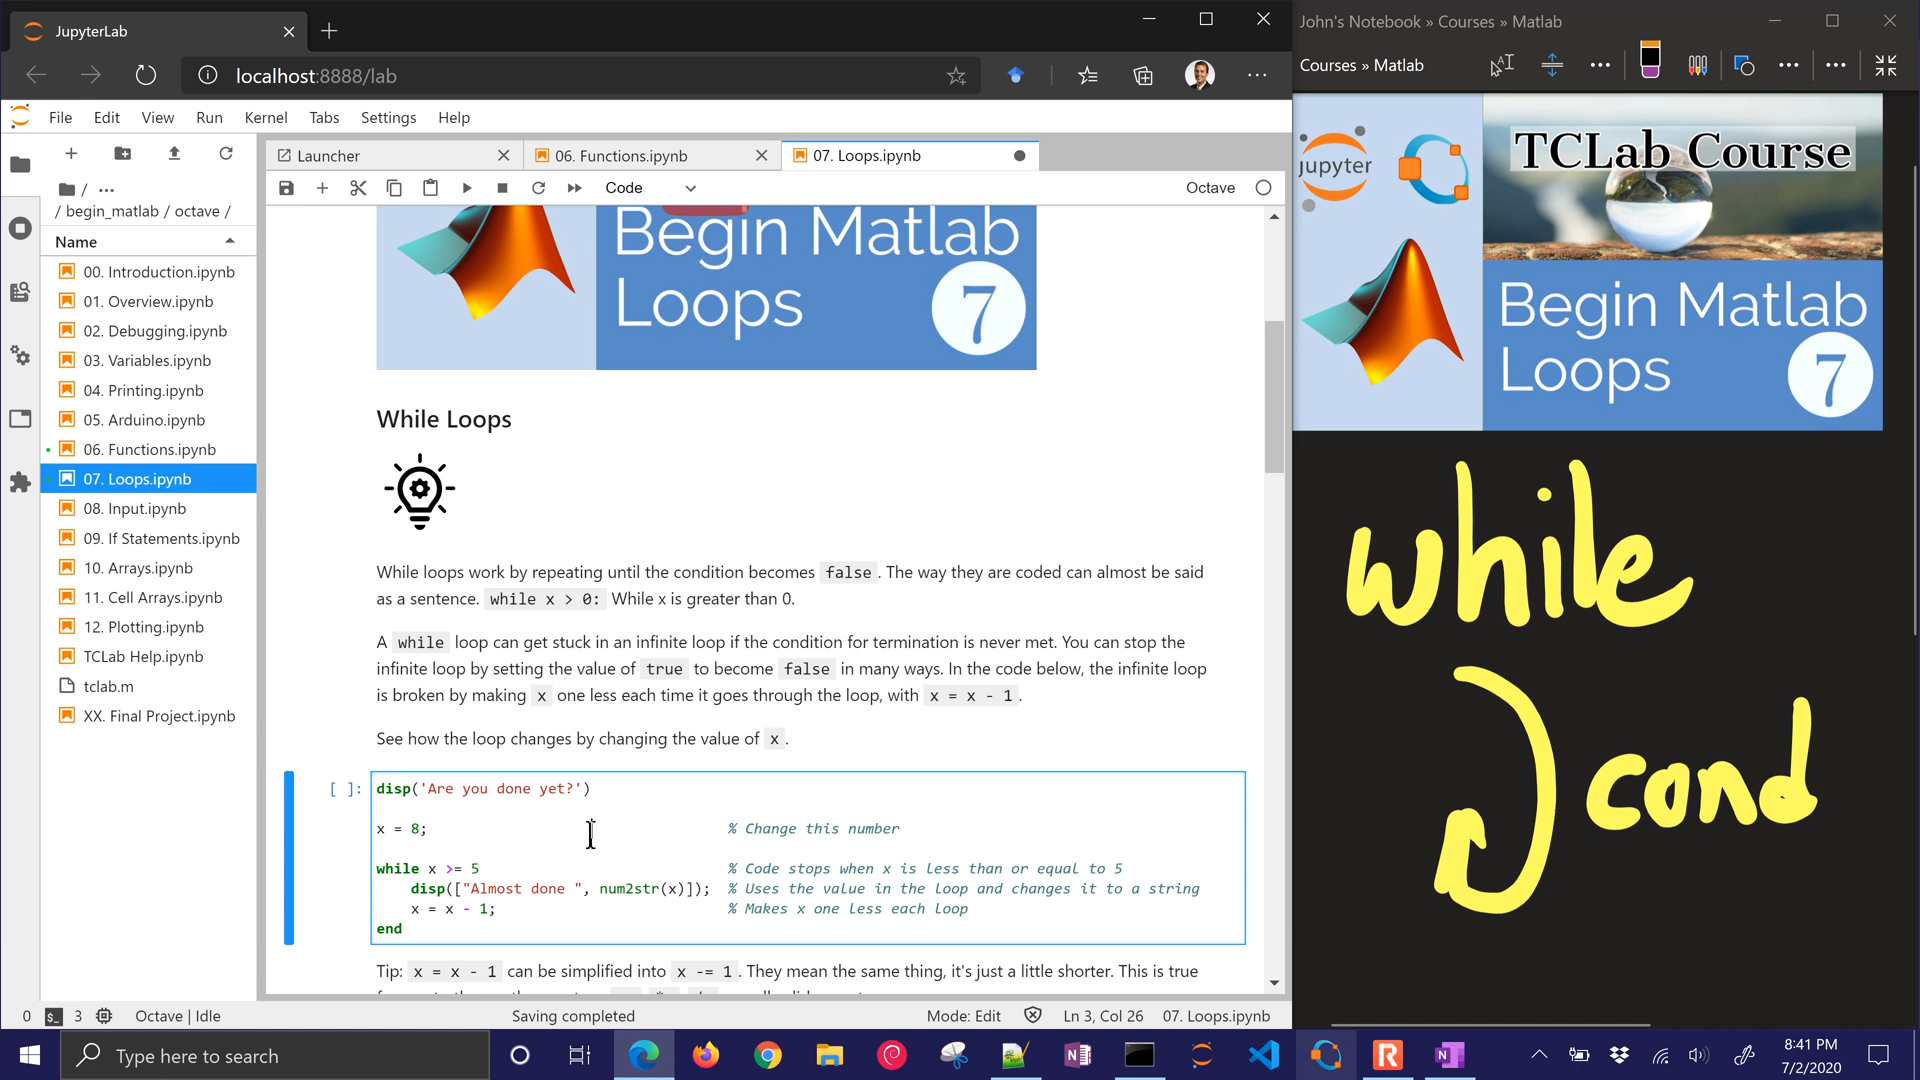 JupyterLab
localhost:8888/lab
File Edit View Run Kernel Tabs Settings Help
/ ...
/ begin_matlab / octave /
Name
00. Introduction.ipynb
01. Overview.ipynb
02. Debugging.ipynb
03. Variables.ipynb
04. Printing.ipynb
05. Arduino.ipynb
06. Functions.ipynb
07. Loops.ipynb
08. Input.ipynb
09. If Statements.ipynb
10. Arrays.ipynb
11. Cell Arrays.ipynb
12. Plotting.ipynb
TCLab Help.ipynb
tclab.m
XX. Final Project.ipynb
Launcher 06. Functions.ipynb 07. Loops.ipynb
Code Octave
Begin Matlab
Loops 7
While Loops
While loops work by repeating until the condition becomes false . The way they are coded can almost be said
as a sentence. while x > 0: While x is greater than 0.
A while loop can get stuck in an infinite loop if the condition for termination is never met. You can stop the
infinite loop by setting the value of true to become false in many ways. In the code below, the infinite loop
is broken by making x one less each time it goes through the loop, with x = x - 1 .
See how the loop changes by changing the value of x .
[ ]: disp('Are you done yet?')
x = 8; % Change this number
while x >= 5 % Code stops when x is less than or equal to 5
disp(["Almost done ", num2str(x)]); % Uses the value in the loop and changes it to a string
x = x - 1; % Makes x one less each loop
end
Tip: x = x - 1 can be simplified into x -= 1 . They mean the same thing, it's just a little shorter. This is true
0 3 Octave | Idle Saving completed Mode: Edit Ln 3, Col 26 07. Loops.ipynb
John's Notebook » Courses » Matlab
Courses » Matlab
jupyter
TCLab Course
Begin Matlab
Loops 7
while
cond
Type here to search
8:41 PM
7/2/2020